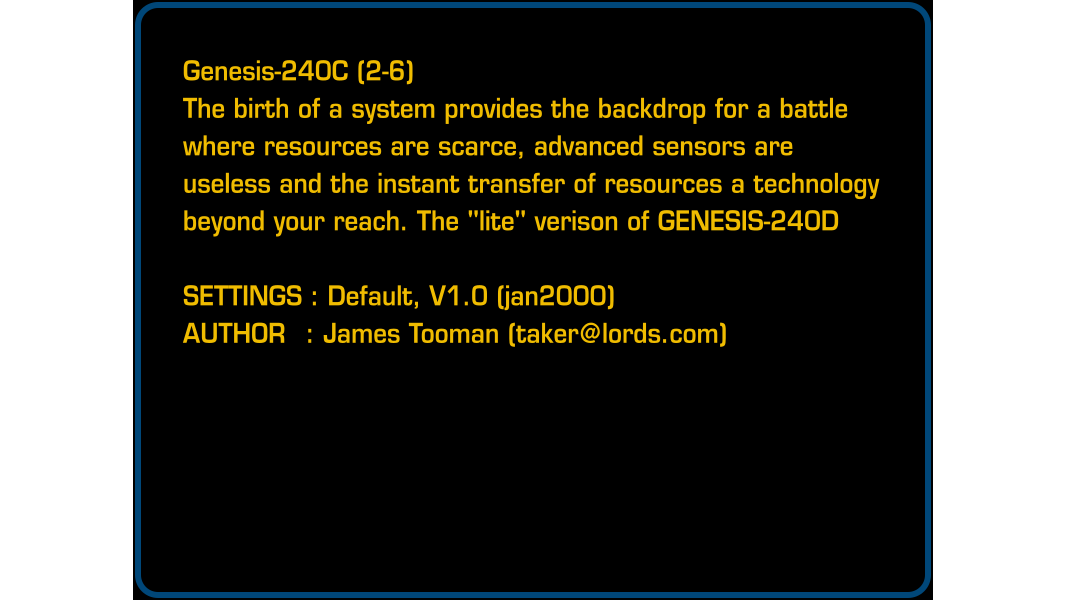 Genesis-240C (2-6)
The birth of a system provides the backdrop for a battle
where resources are scarce, advanced sensors are
useless and the instant transfer of resources a technology
beyond your reach. The "lite" verison of GENESIS-240D
SETTINGS : Default, V1.0 (jan2000)
AUTHOR : James Tooman (taker@lords.com)